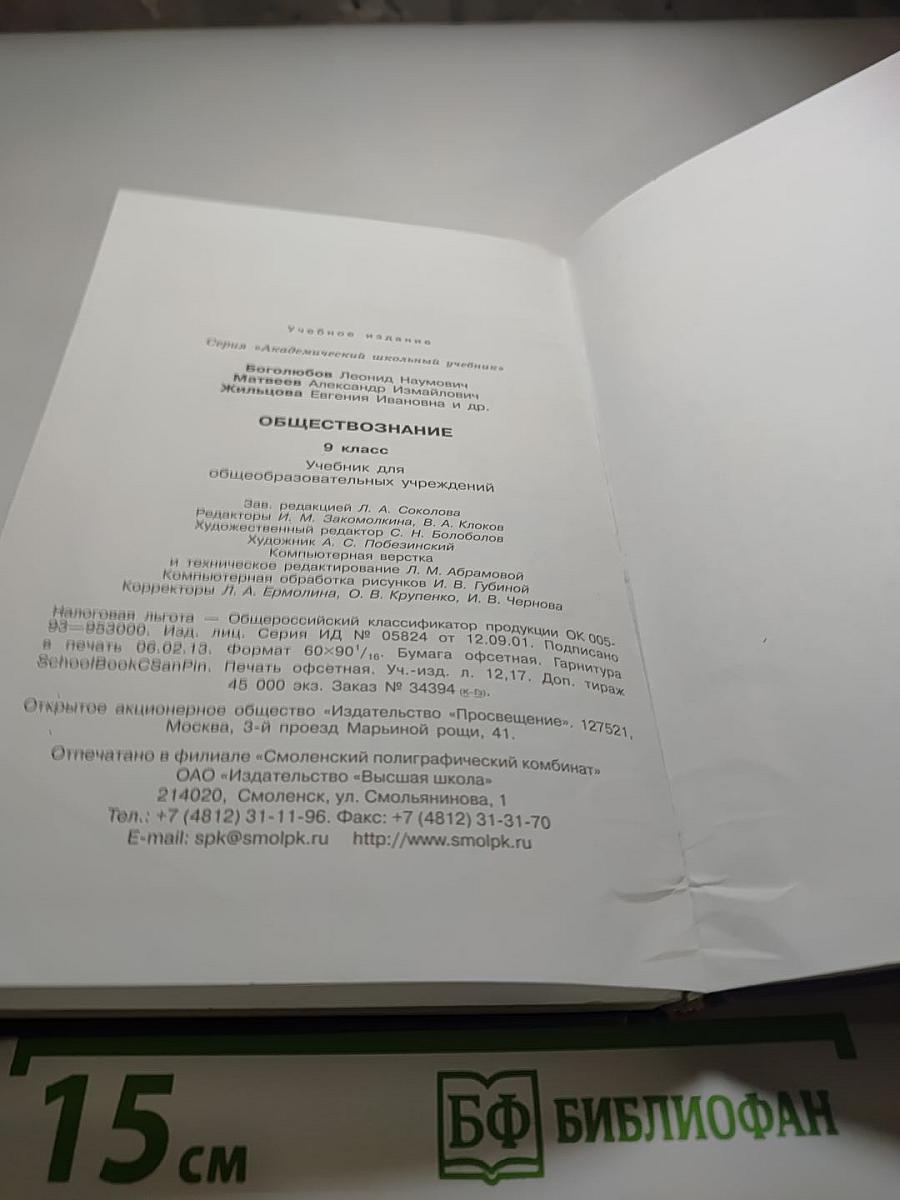 Учебное издание
Серия «Академический школьный учебник»
Боголюбов Леонид Наумович
Матвеев Александр Измайлович
Жильцова Евгения Ивановна и др.
ОБЩЕСТВОЗНАНИЕ
9 класс
Учебник для
общеобразовательных учреждений
Зав. редакцией Л. А. Соколова
Редакторы И. М. Закомолкина, В. А. Клоков
Художественный редактор С. Н. Болоболов
Художник А. С. Побезинский
Компьютерная верстка
и техническое редактирование Л. М. Абрамовой
Компьютерная обработка рисунков И. В. Губиной
Корректоры Л. А. Ермолина, О. В. Крупенко, И. В. Чернова
Налоговая льгота — Общероссийский классификатор продукции ОК 005-
93—953000. Изд. лиц. Серия ИД № 05824 от 12.09.01. Подписано
в печать 06.02.13. Формат 60×90 1/16. Бумага офсетная. Гарнитура
SchoolBookCSanPin. Печать офсетная. Уч.-изд. л. 12,17. Доп. тираж
45 000 экз. Заказ № 34394 (К-Гз).
Открытое акционерное общество «Издательство «Просвещение». 127521,
Москва, 3-й проезд Марьиной рощи, 41.
Отпечатано в филиале «Смоленский полиграфический комбинат»
ОАО «Издательство «Высшая школа»
214020, Смоленск, ул. Смольянинова, 1
Тел.: +7 (4812) 31-11-96. Факс: +7 (4812) 31-31-70
E-mail: spk@smolpk.ru http://www.smolpk.ru
15 см БФ БИБЛИОФАН